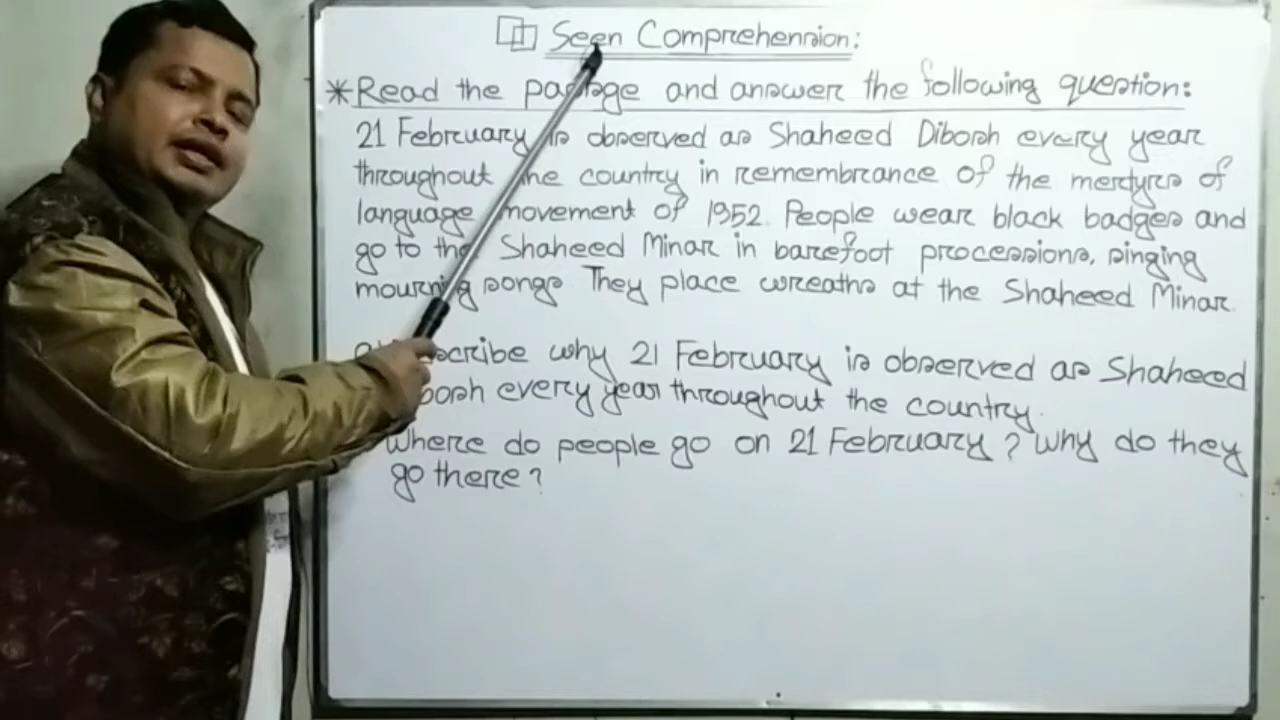 Seen Comprehension:
*Read the passage and answer the following question:
21 February is observed as Shaheed Dibosh every year
throughout the country in remembrance of the mertyrs of
language movement of 1952. People wear black badges and
go to the Shaheed Minar in barefoot processions, singing
mourning songs. They place wreaths at the Shaheed Minar.
why 21 February is observed as Shaheed
every year throughout the country.
Where do people go on 21 February? Why do they
go there?